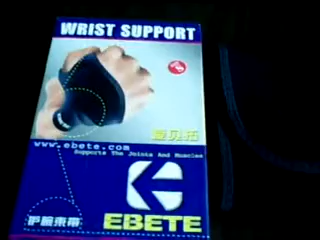 WRIST SUPPORT
www.ebete.com
Supports The Joints And Muscles
EBETE